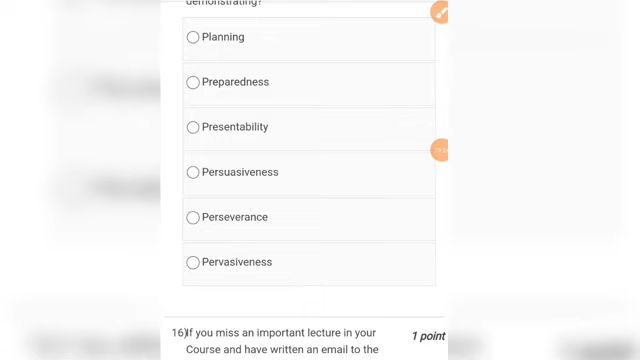 demonstrating?
Planning
Preparedness
Presentability
Persuasiveness
Perseverance
Pervasiveness
16)If you miss an important lecture in your
1 point
Course and have written an email to the